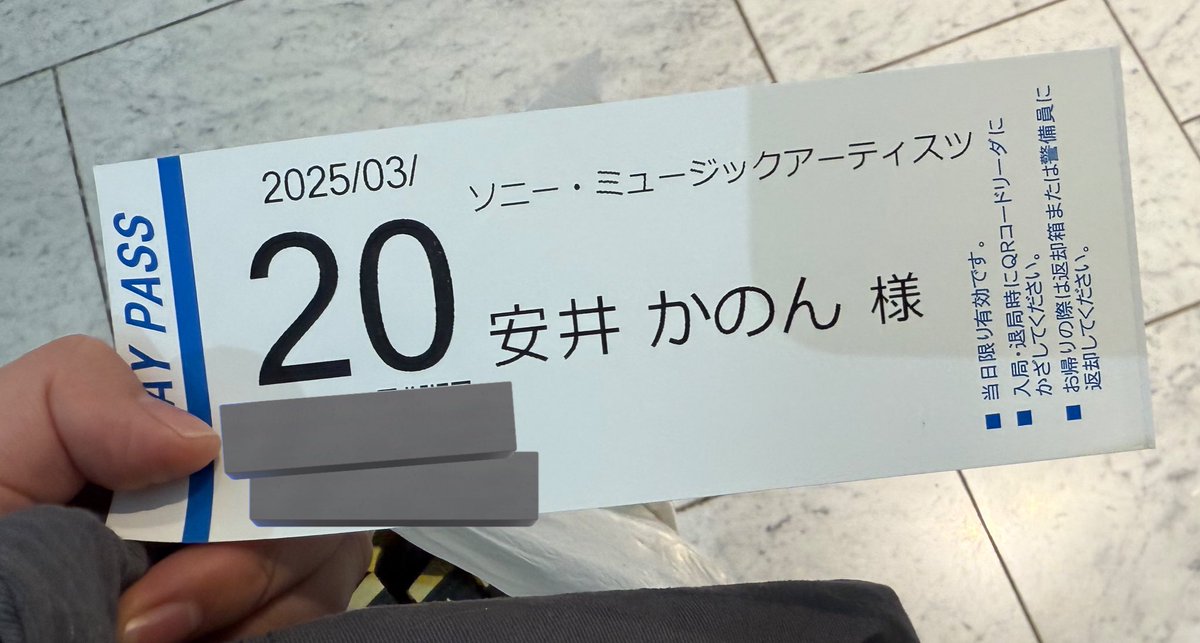 AY PASS
2025/03/
20
ソニー・ミュージックアーティスツ
安井 かのん 様
■ 当日限り有効です。
■ 入局・退局時にQRコードリーダに
かざしてください。
■ お帰りの際は返却箱または警備員に
返却してください。